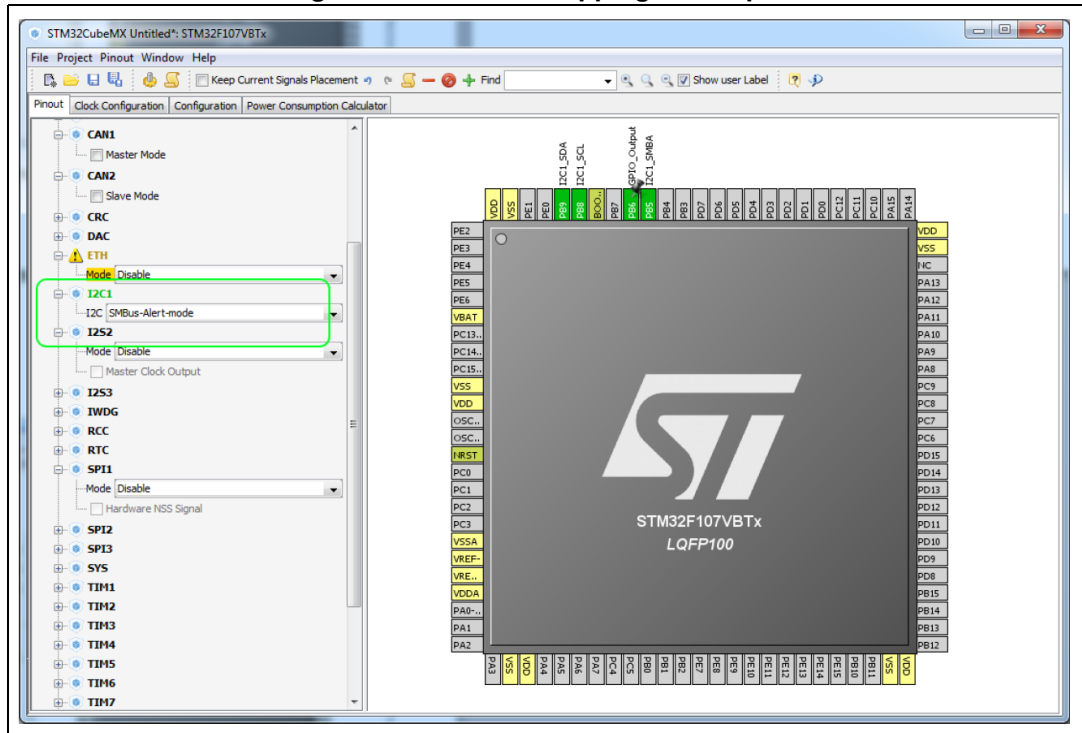 STM32CubeMX Untitled*: STM32F107VBTx
File Project Pinout Window Help
Keep Current Signals Placement Find Show user Label
Pinout Clock Configuration Configuration Power Consumption Calculator
CAN1
Master Mode
CAN2
Slave Mode
CRC
DAC
ETH
Mode Disable
I2C1
I2C SMBus-Alert-mode
I2S2
Mode Disable
Master Clock Output
I2S3
IWDG
RCC
RTC
SPI1
Mode Disable
Hardware NSS Signal
SPI2
SPI3
SYS
TIM1
TIM2
TIM3
TIM4
TIM5
TIM6
TIM7
I2C1_SDA
I2C1_SCL
GPIO_Output
I2C1_SMBA
VDD VSS PE1 PE0 PB9 PB8 BOO.. PB7 PB6 PB5 PB4 PB3 PD7 PD6 PD5 PD4 PD3 PD2 PD1 PD0 PC12 PC11 PC10 PA15 PA14
PE2
PE3
PE4
PE5
PE6
VBAT
PC13..
PC14..
PC15..
VSS
VDD
OSC..
OSC..
NRST
PC0
PC1
PC2
PC3
VSSA
VREF-
VRE..
VDDA
PA0-..
PA1
PA2
ST
STM32F107VBTx
LQFP100
VDD
VSS
NC
PA13
PA12
PA11
PA10
PA9
PA8
PC9
PC8
PC7
PC6
PD15
PD14
PD13
PD12
PD11
PD10
PD9
PD8
PB15
PB14
PB13
PB12
PA3 VSS VDD PA4 PA5 PA6 PA7 PC4 PC5 PB0 PB1 PB2 PE7 PE8 PE9 PE10 PE11 PE12 PE13 PE14 PE15 PB10 PB11 VSS VDD